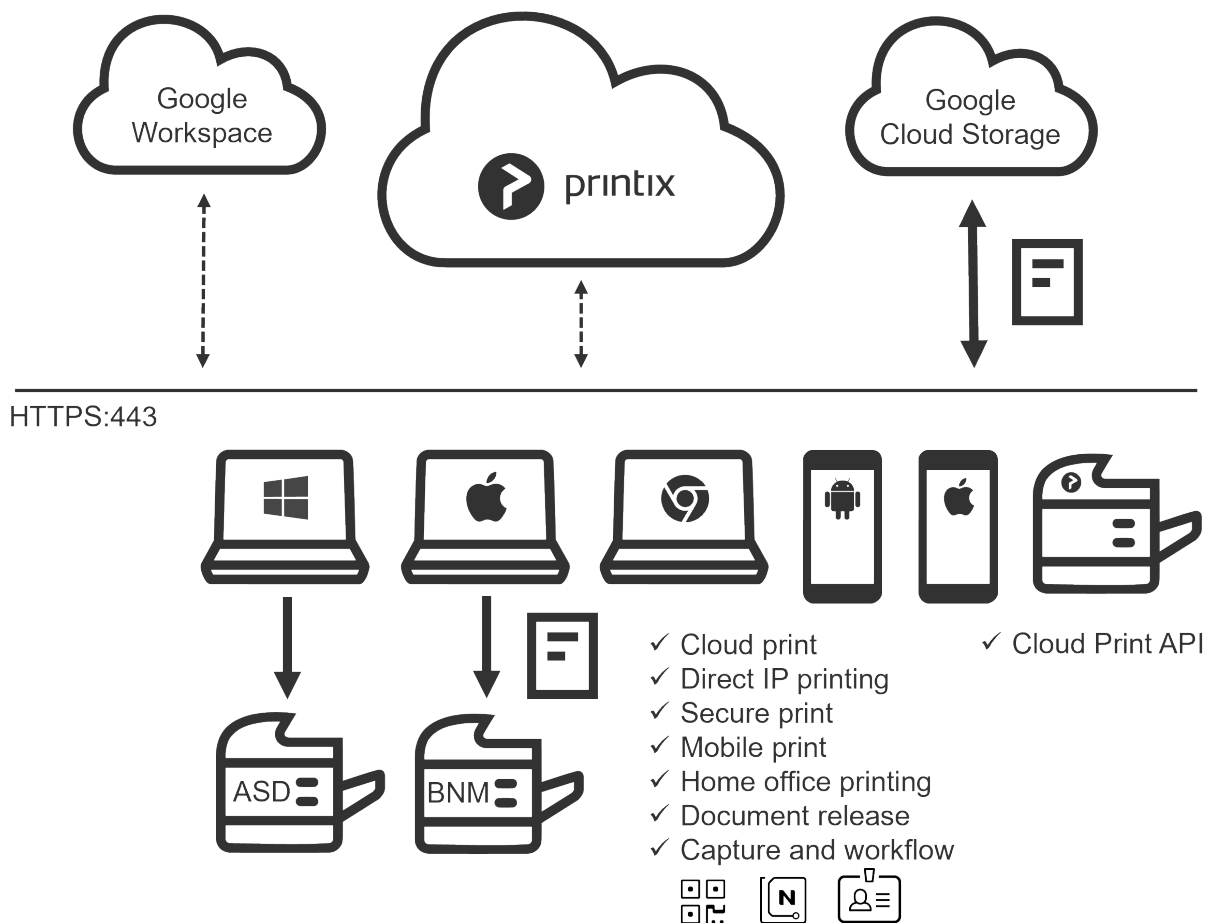 Google
Workspace
printix
Google
Cloud Storage
HTTPS:443
✓ Cloud print
✓ Direct IP printing
✓ Secure print
✓ Mobile print
✓ Home office printing
✓ Document release
✓ Capture and workflow
✓ Cloud Print API
ASD
BNM
N